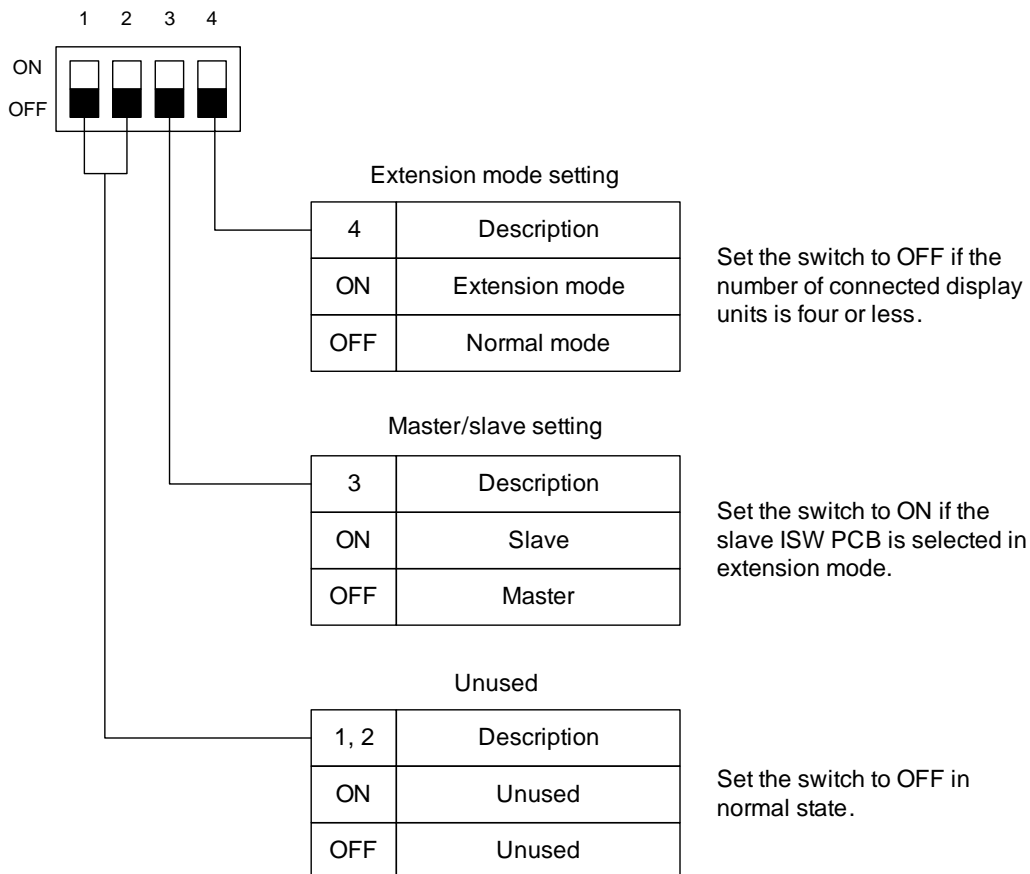 1 2 3 4
ON
OFF
Extension mode setting
4 Description
ON Extension mode
OFF Normal mode
Set the switch to OFF if the
number of connected display
units is four or less.
Master/slave setting
3 Description
ON Slave
OFF Master
Set the switch to ON if the
slave ISW PCB is selected in
extension mode.
Unused
1, 2 Description
ON Unused
OFF Unused
Set the switch to OFF in
normal state.